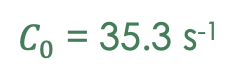 C₀ = 35.3 s⁻¹